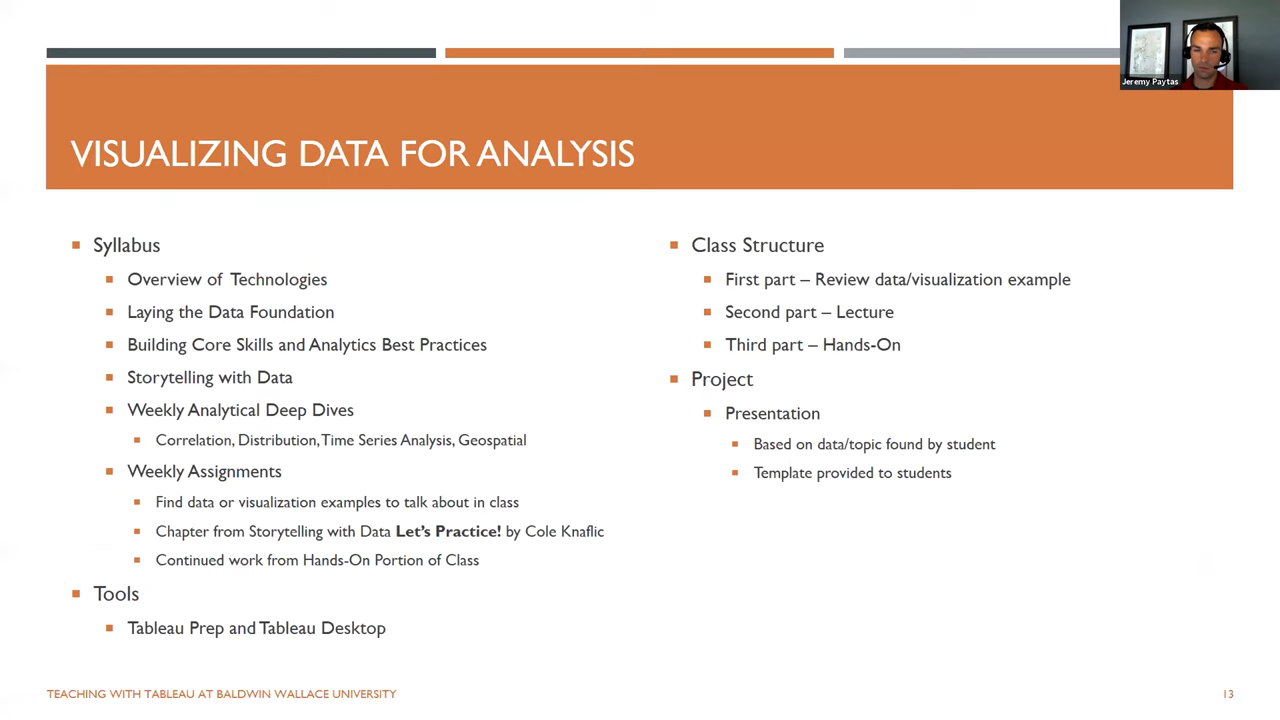 Jeremy Paytas
VISUALIZING DATA FOR ANALYSIS
Syllabus
Overview of Technologies
Laying the Data Foundation
Building Core Skills and Analytics Best Practices
Storytelling with Data
Weekly Analytical Deep Dives
Correlation, Distribution, Time Series Analysis, Geospatial
Weekly Assignments
Find data or visualization examples to talk about in class
Chapter from Storytelling with Data Let's Practice! by Cole Knaflic
Continued work from Hands-On Portion of Class
Tools
Tableau Prep and Tableau Desktop
Class Structure
First part – Review data/visualization example
Second part – Lecture
Third part – Hands-On
Project
Presentation
Based on data/topic found by student
Template provided to students
TEACHING WITH TABLEAU AT BALDWIN WALLACE UNIVERSITY
13